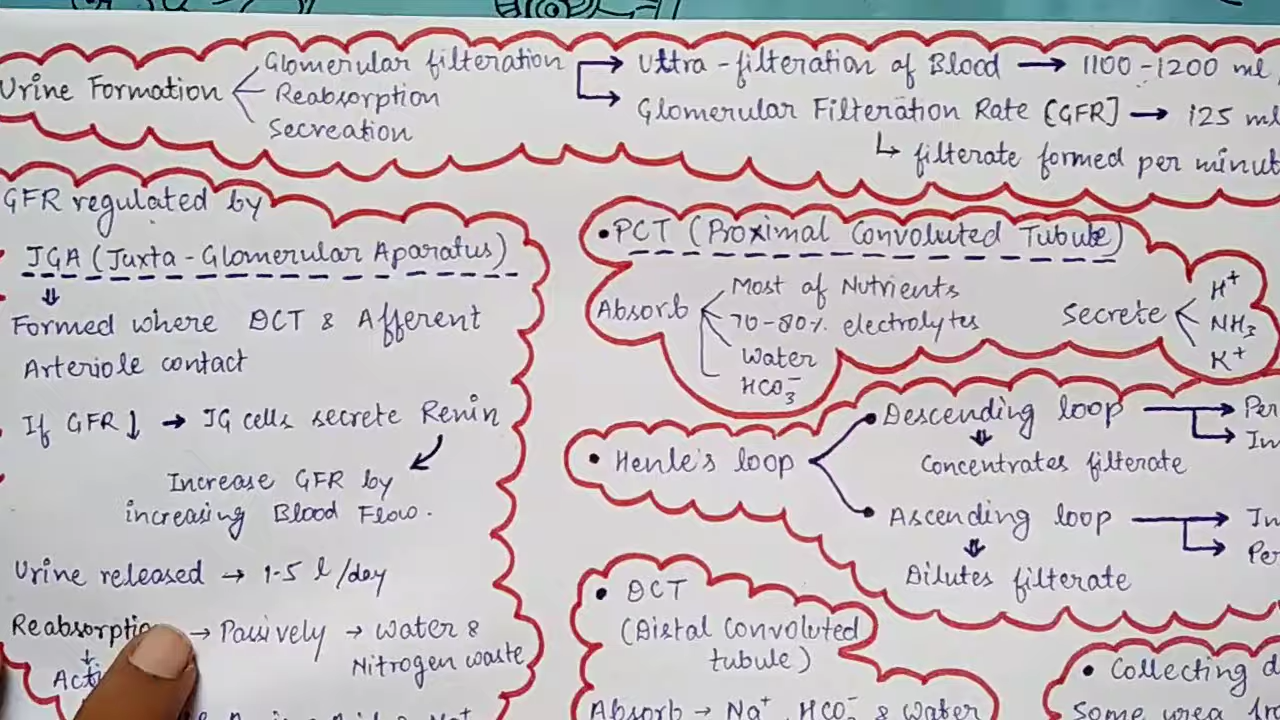 Urine Formation
Glomerular filteration
Reabsorption
Secreation
Ultra-filteration of Blood → 1100-1200 ml
Glomerular Filteration Rate [GFR] → 125 ml
↳ filterate formed per minut
GFR regulated by
JGA (Juxta-Glomerular Aparatus)
⇓
Formed where DCT & Afferent
Arteriole contact
If GFR↓ → JG cells secrete Renin
Increase GFR by
increasing Blood Flow.
Urine released → 1.5 l/day
→ Passively → water &
Nitrogen waste
• PCT (Proximal Convoluted Tubule)
Absorb
Most of Nutrients
70-80% electrolytes
Water
HCO₃⁻
Secrete
H⁺
NH₃
K⁺
• Henle's loop
• Descending loop
⇓
Concentrates filterate
• Ascending loop
⇓
Dilutes filterate
• DCT
(Distal Convoluted
tubule)
Absorb → Na⁺, HCO₃⁻ & Water
• Collecting d
Some urea